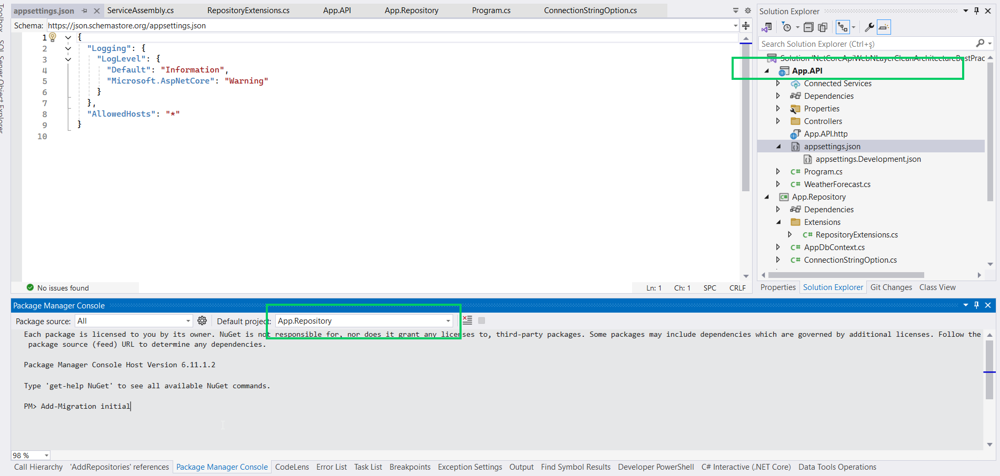 Toolbox
SQL Server Object Explorer
appsettings.json
ServiceAssembly.cs
RepositoryExtensions.cs
App.API
App.Repository
Program.cs
ConnectionStringOption.cs
Schema: https://json.schemastore.org/appsettings.json
1 {
2 "Logging": {
3 "LogLevel": {
4 "Default": "Information",
5 "Microsoft.AspNetCore": "Warning"
6 }
7 },
8 "AllowedHosts": "*"
9 }
10
No issues found
Ln: 1 Ch: 1 SPC CRLF
Solution Explorer
Search Solution Explorer (Ctrl+ş)
Solution 'NetCoreApiWebNLayerCleanArchitectureBestPrac
App.API
Connected Services
Dependencies
Properties
Controllers
App.API.http
appsettings.json
appsettings.Development.json
C# Program.cs
C# WeatherForecast.cs
C# App.Repository
Dependencies
Extensions
C# RepositoryExtensions.cs
C# AppDbContext.cs
C# ConnectionStringOption.cs
Properties Solution Explorer Git Changes Class View
Package Manager Console
Package source: All Default project: App.Repository
Each package is licensed to you by its owner. NuGet is not responsible for, nor does it grant any licenses to, third-party packages. Some packages may include dependencies which are governed by additional licenses. Follow the
package source (feed) URL to determine any dependencies.
Package Manager Console Host Version 6.11.1.2
Type 'get-help NuGet' to see all available NuGet commands.
PM> Add-Migration initial
98 %
Call Hierarchy 'AddRepositories' references Package Manager Console CodeLens Error List Task List Breakpoints Exception Settings Output Find Symbol Results Developer PowerShell C# Interactive (.NET Core) Data Tools Operations